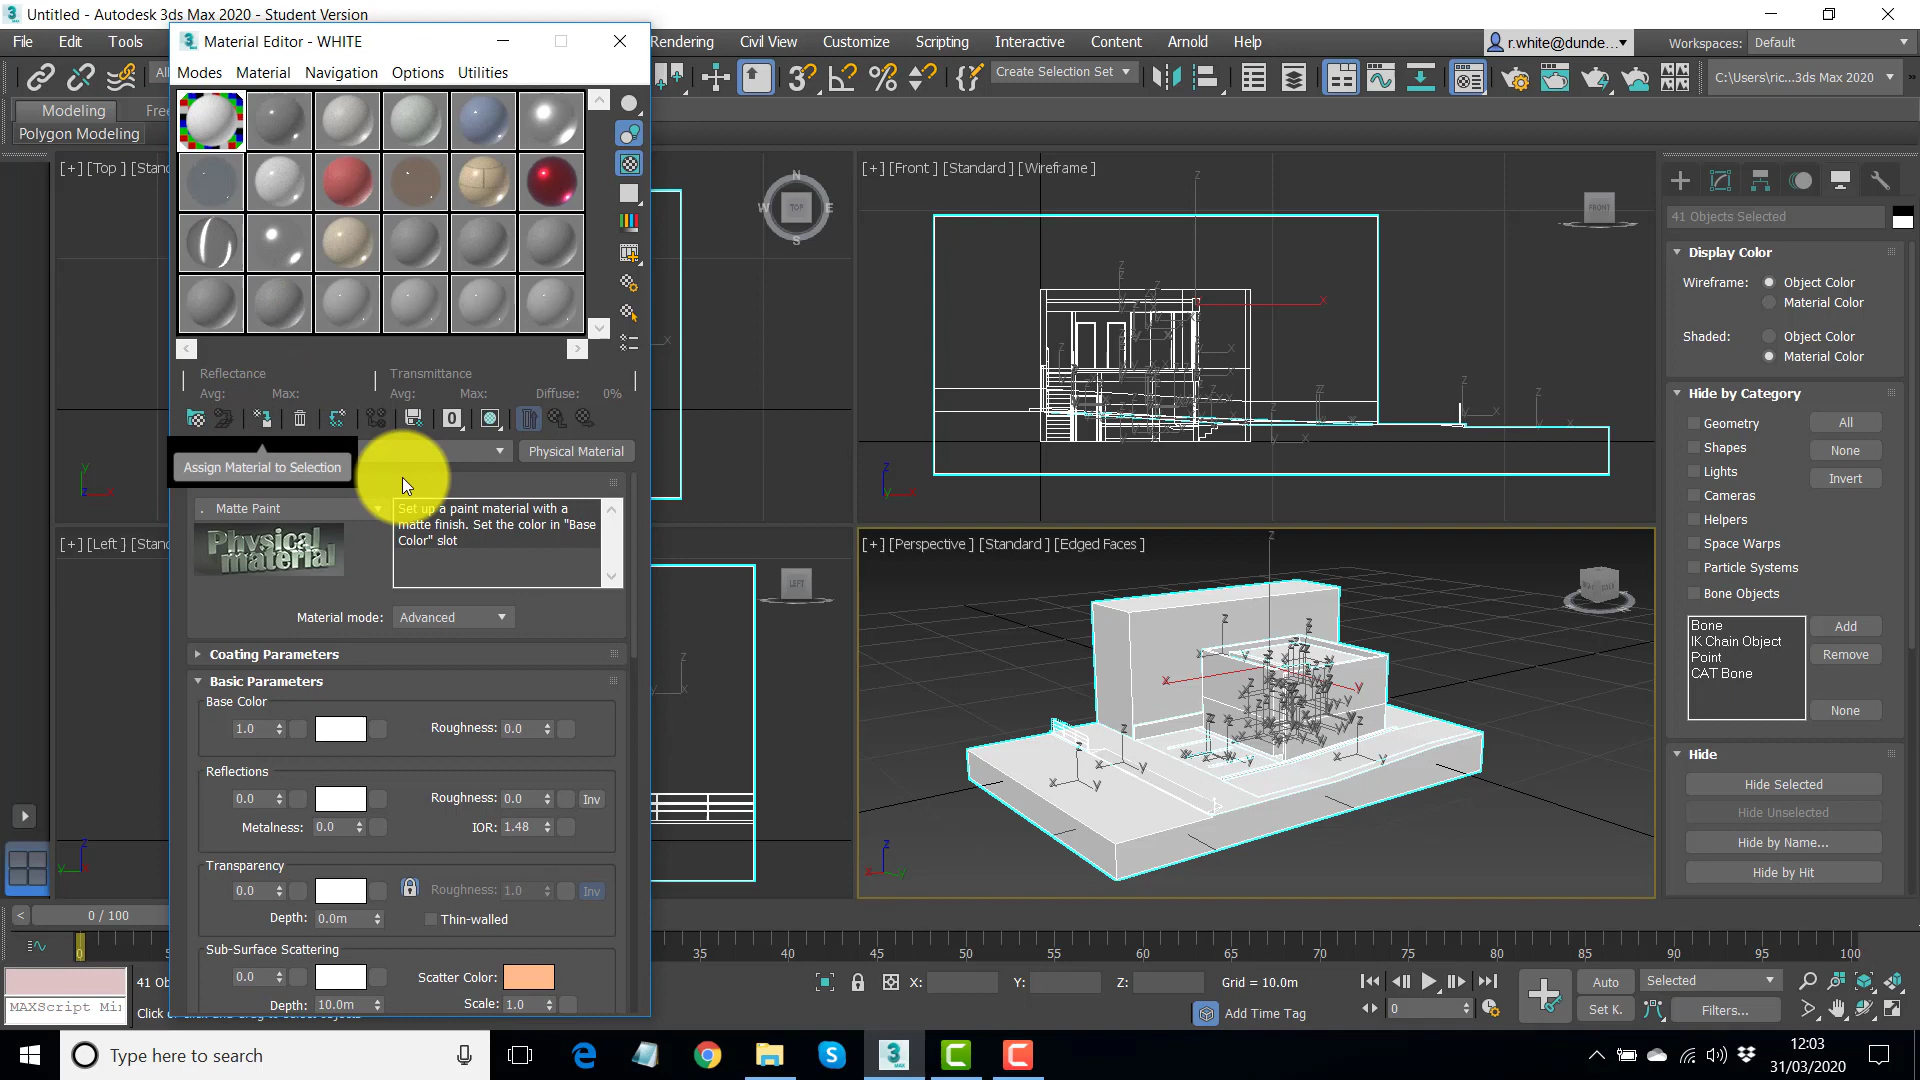 Untitled - Autodesk 3ds Max 2020 - Student Version
File Edit Tools
Material Editor - WHITE
Rendering Civil View Customize Scripting Interactive Content Arnold Help
r.white@dunde...
Workspaces: Default
Modes Material Navigation Options Utilities
Create Selection Set
C:\Users\ric...3ds Max 2020
Modeling
Polygon Modeling
[+] [Top] [Stand
[+] [Front ] [Standard ] [Wireframe ]
41 Objects Selected
Display Color
Wireframe: Object Color
Material Color
Shaded: Object Color
Material Color
Reflectance
Avg: Max:
Transmittance
Avg: Max: Diffuse: 0%
Physical Material
Assign Material to Selection
. Matte Paint
Set up a paint material with a
matte finish. Set the color in "Base
Color" slot
Physical
material
Material mode: Advanced
Coating Parameters
Basic Parameters
Base Color
1.0 Roughness: 0.0
Reflections
0.0 Roughness: 0.0 Inv
Metalness: 0.0 IOR: 1.48
Transparency
0.0 Roughness: 1.0 Inv
Depth: 0.0m Thin-walled
Sub-Surface Scattering
0.0 Scatter Color:
Depth: 10.0m Scale: 1.0
[+] [Left ] [Stand
[+] [Perspective ] [Standard ] [Edged Faces ]
TOP
N
W
E
S
FRONT
LEFT
Hide by Category
Geometry All
Shapes None
Lights Invert
Cameras
Helpers
Space Warps
Particle Systems
Bone Objects
Bone
IK Chain Object
Point
CAT Bone
Add
Remove
None
Hide
Hide Selected
Hide Unselected
Hide by Name...
Hide by Hit
0 / 100
0 35 40 45 50 55 60 65 70 75 80 85 90 95 100
41 Ob
MAXScript Mi
Click o
X: Y: Z: Grid = 10.0m
Add Time Tag
0
Auto Selected
Set K. Filters...
Type here to search
12:03
31/03/2020